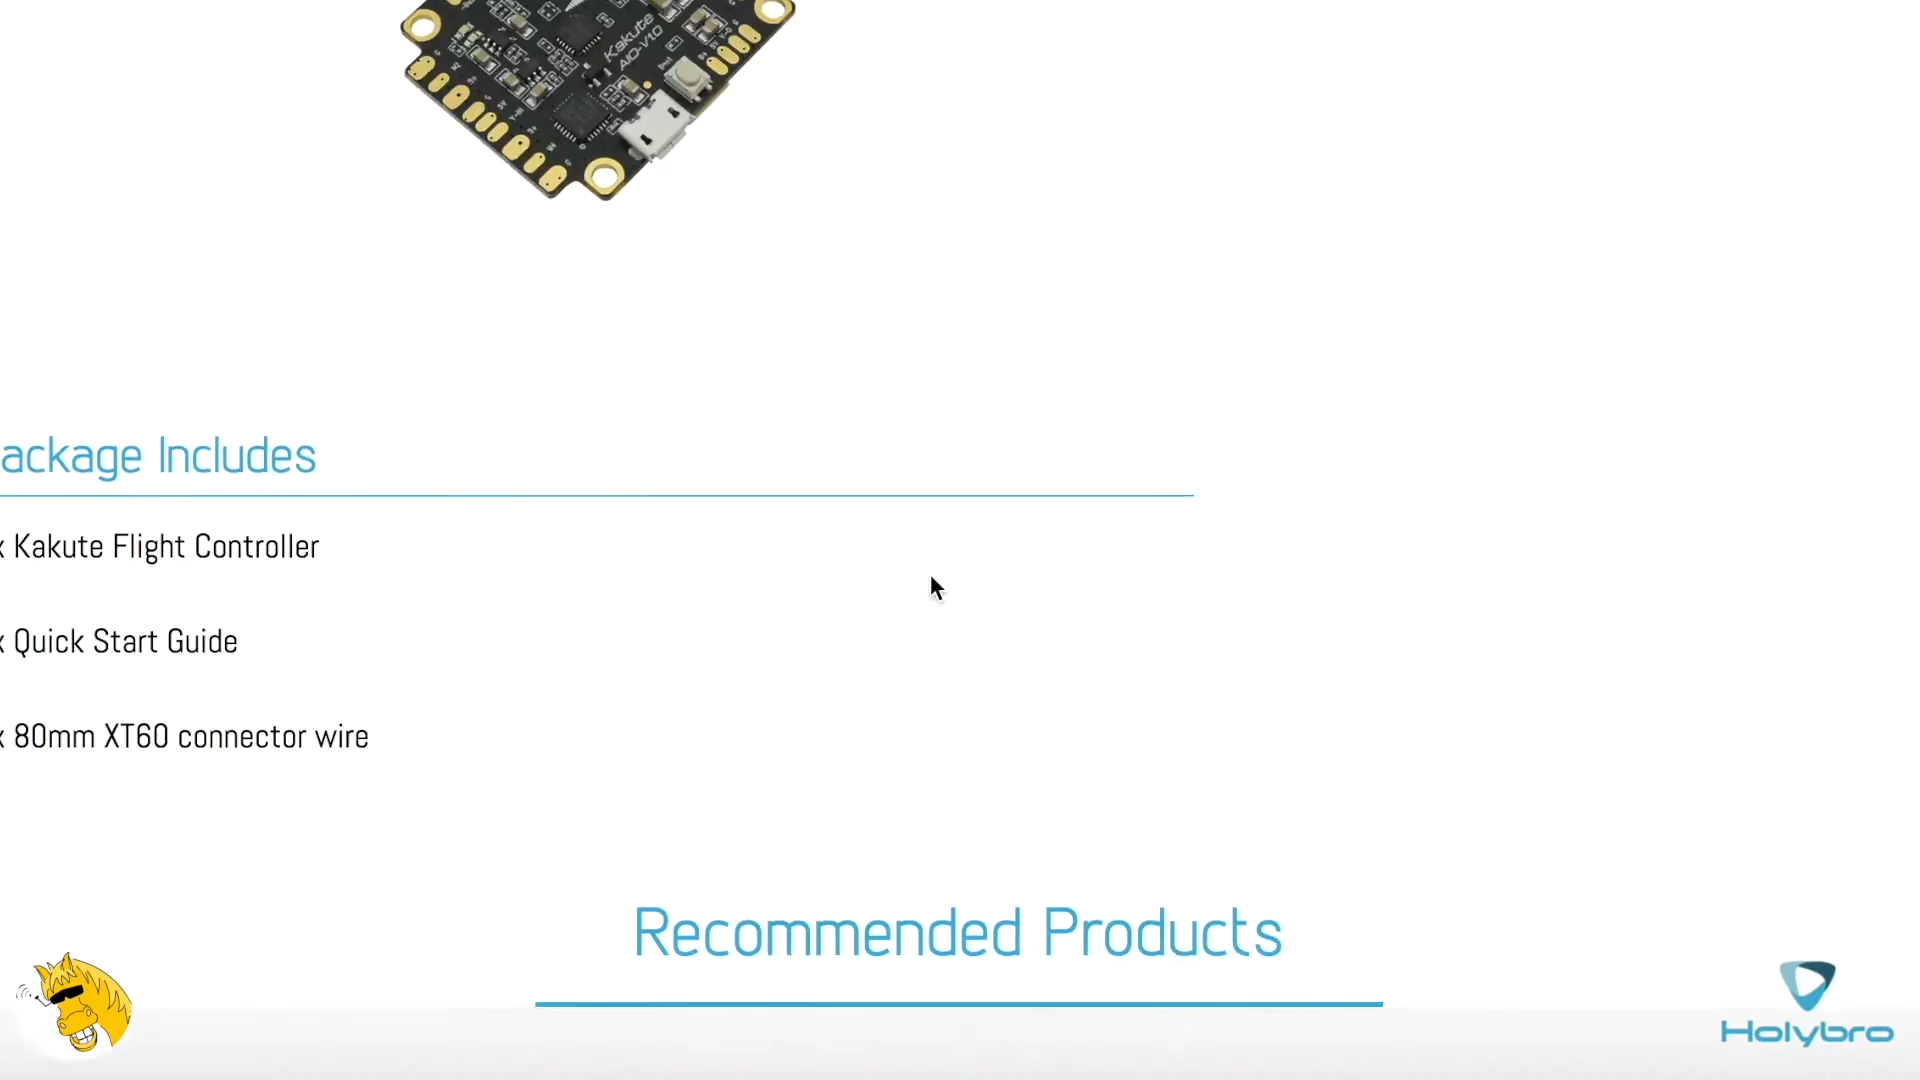 Kakute
AIO-V1.0
Boot
ackage Includes
x Kakute Flight Controller
x Quick Start Guide
x 80mm XT60 connector wire
Recommended Products
Holybro